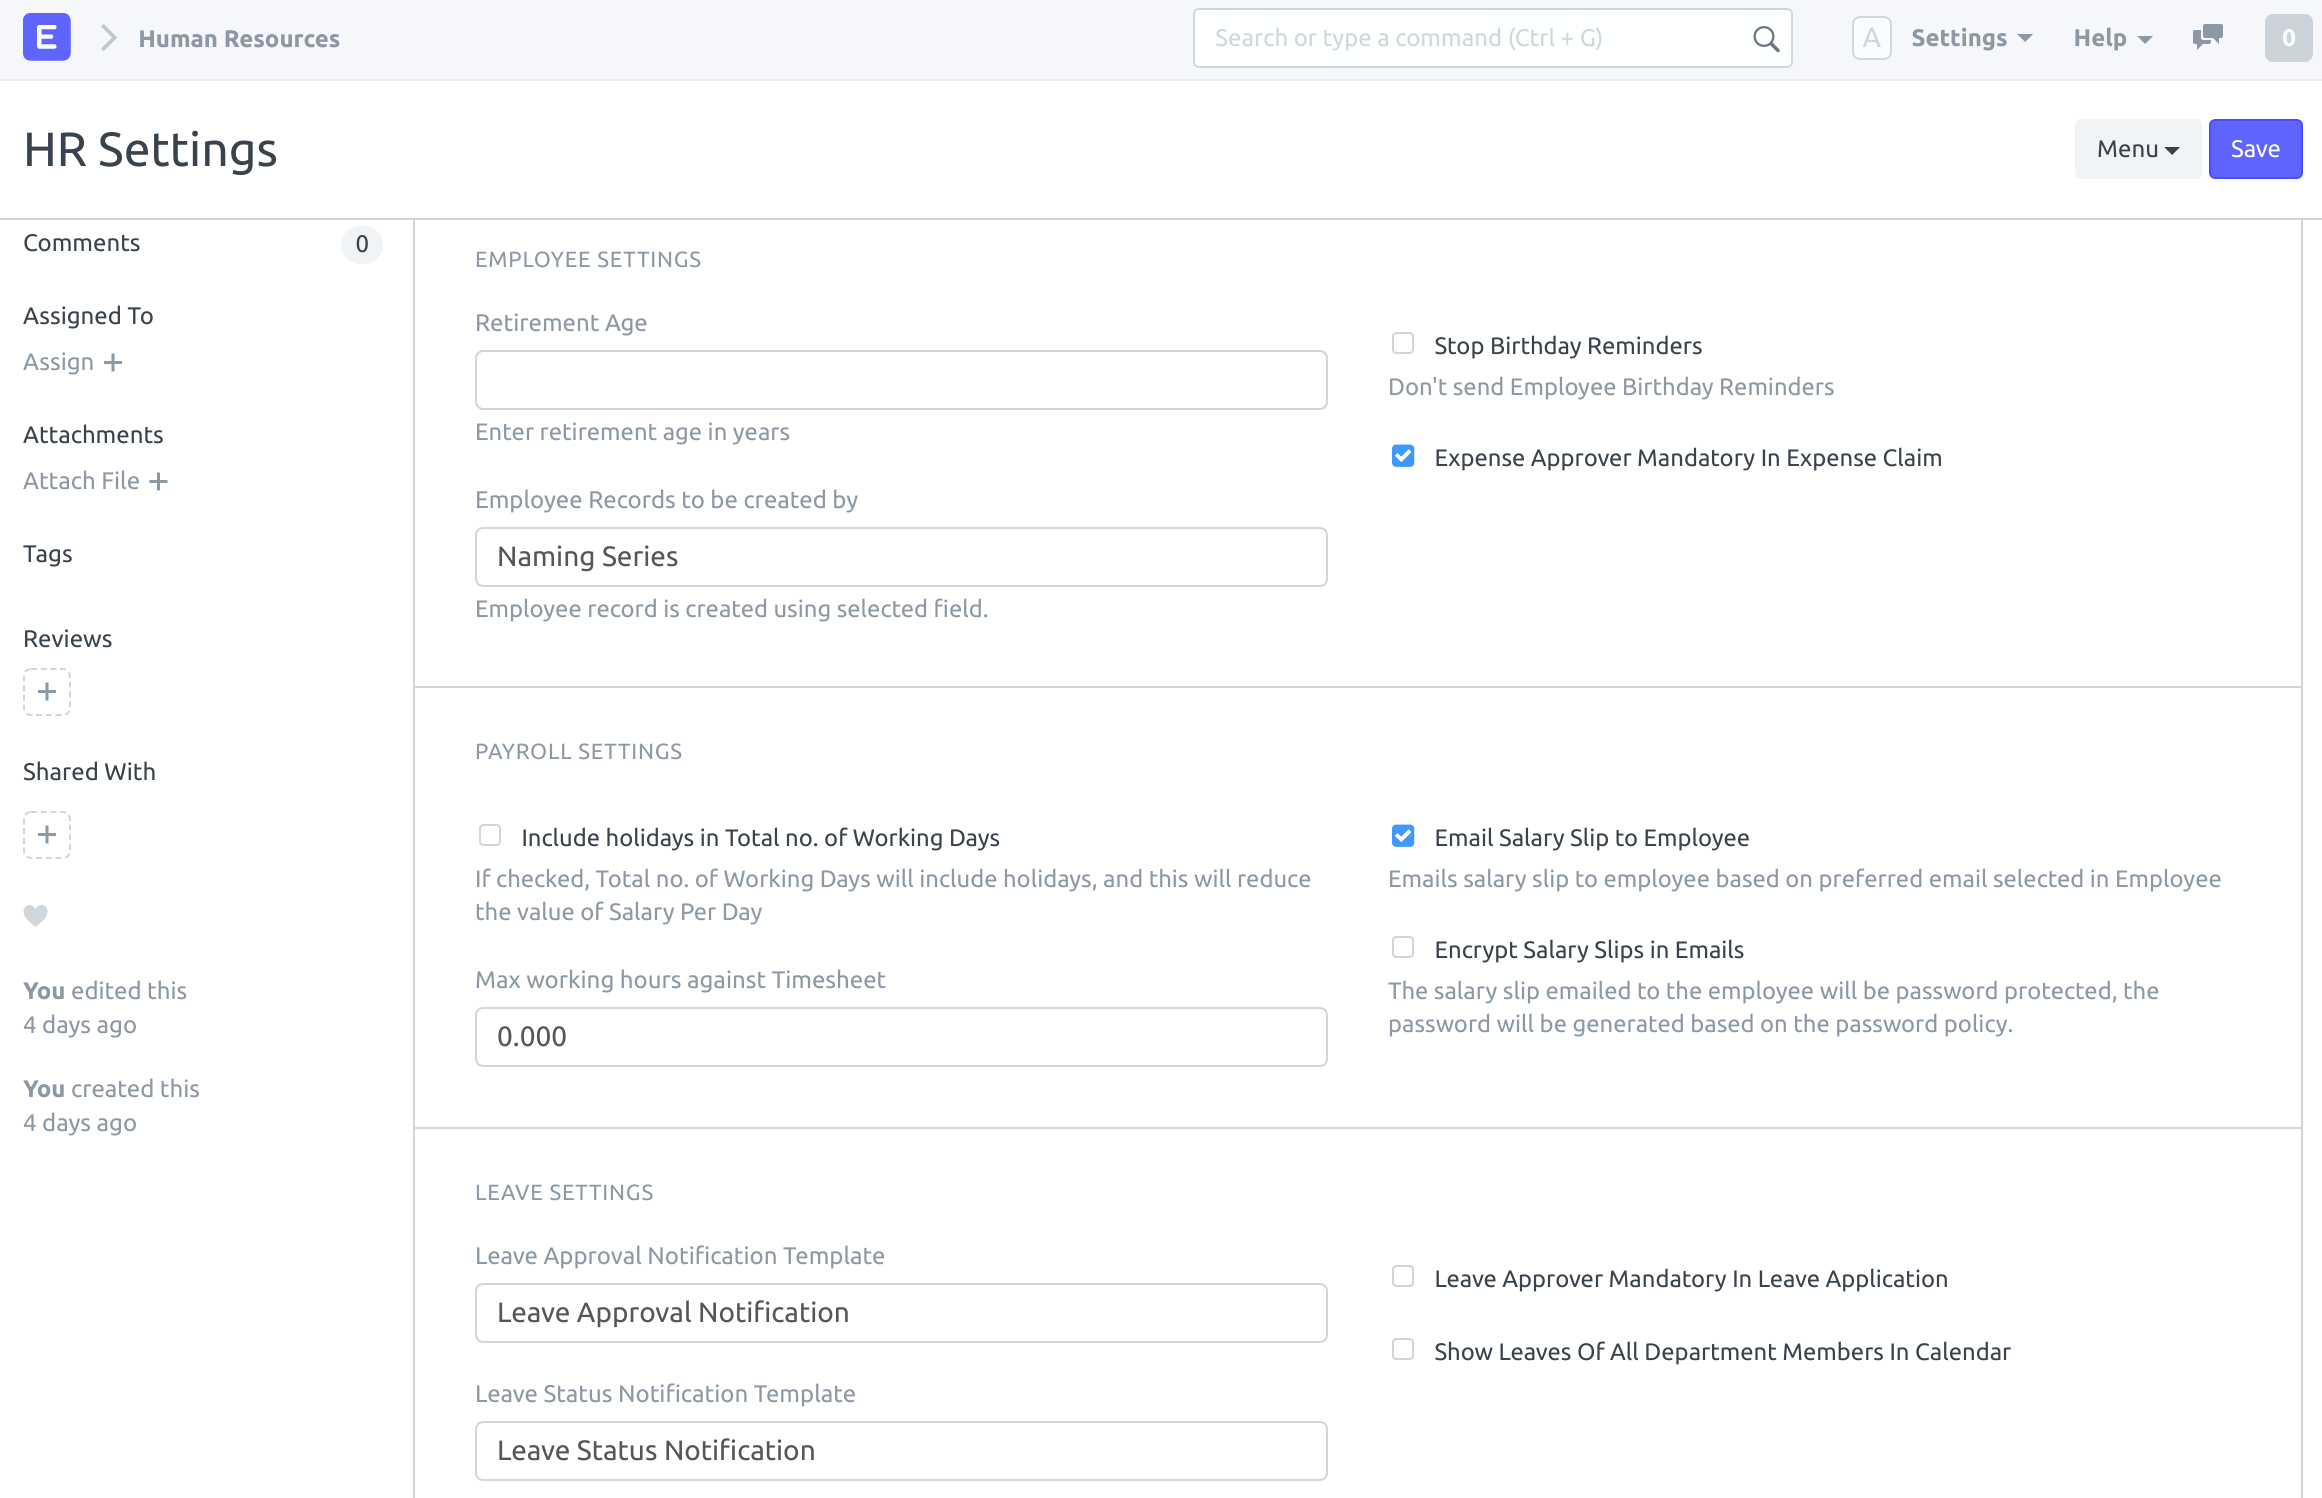 E
Human Resources
Search or type a command (Ctrl + G)
A
Settings
Help
0
HR Settings
Menu
Save
Comments
0
Assigned To
Assign +
Attachments
Attach File +
Tags
Reviews
+
Shared With
+
You edited this
4 days ago
You created this
4 days ago
EMPLOYEE SETTINGS
Retirement Age
Enter retirement age in years
Employee Records to be created by
Naming Series
Employee record is created using selected field.
Stop Birthday Reminders
Don't send Employee Birthday Reminders
Expense Approver Mandatory In Expense Claim
PAYROLL SETTINGS
Include holidays in Total no. of Working Days
If checked, Total no. of Working Days will include holidays, and this will reduce
the value of Salary Per Day
Max working hours against Timesheet
0.000
Email Salary Slip to Employee
Emails salary slip to employee based on preferred email selected in Employee
Encrypt Salary Slips in Emails
The salary slip emailed to the employee will be password protected, the
password will be generated based on the password policy.
LEAVE SETTINGS
Leave Approval Notification Template
Leave Approval Notification
Leave Status Notification Template
Leave Status Notification
Leave Approver Mandatory In Leave Application
Show Leaves Of All Department Members In Calendar